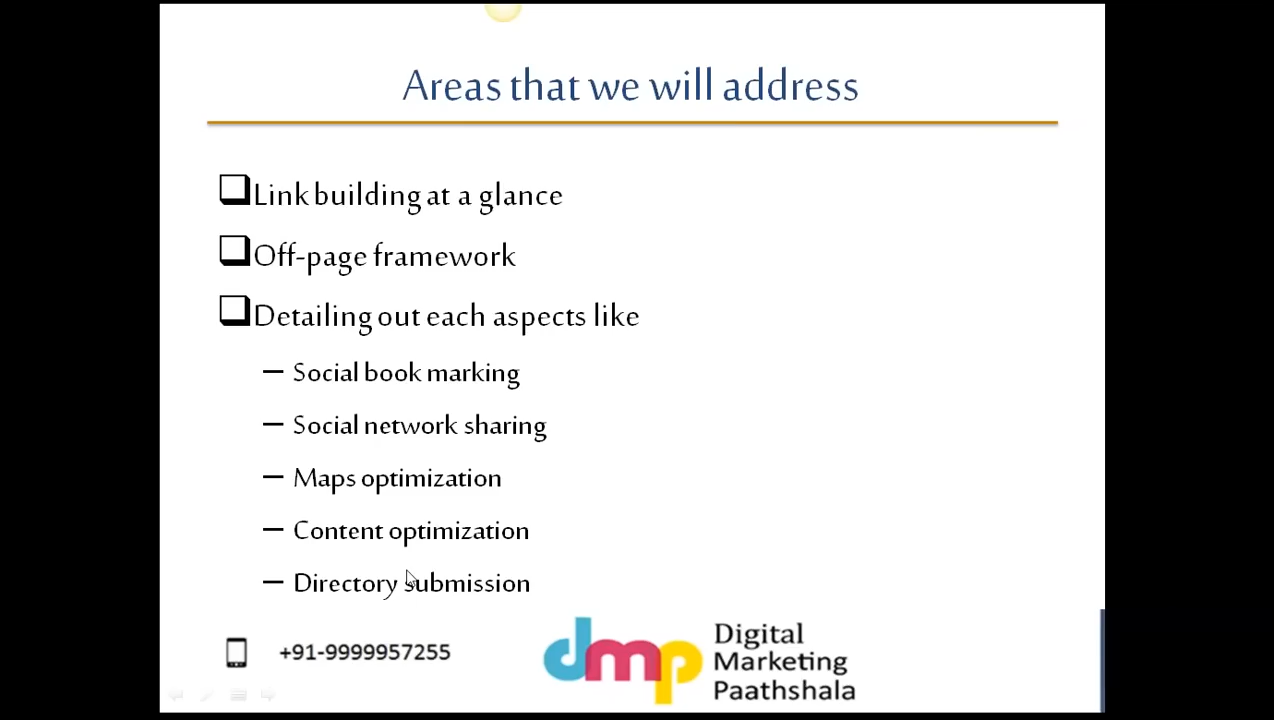 Areas that we will address
Link building at a glance
Off-page framework
Detailing out each aspects like
– Social book marking
– Social network sharing
– Maps optimization
– Content optimization
– Directory submission
+91-9999957255
dmp
Digital
Marketing
Paathshala